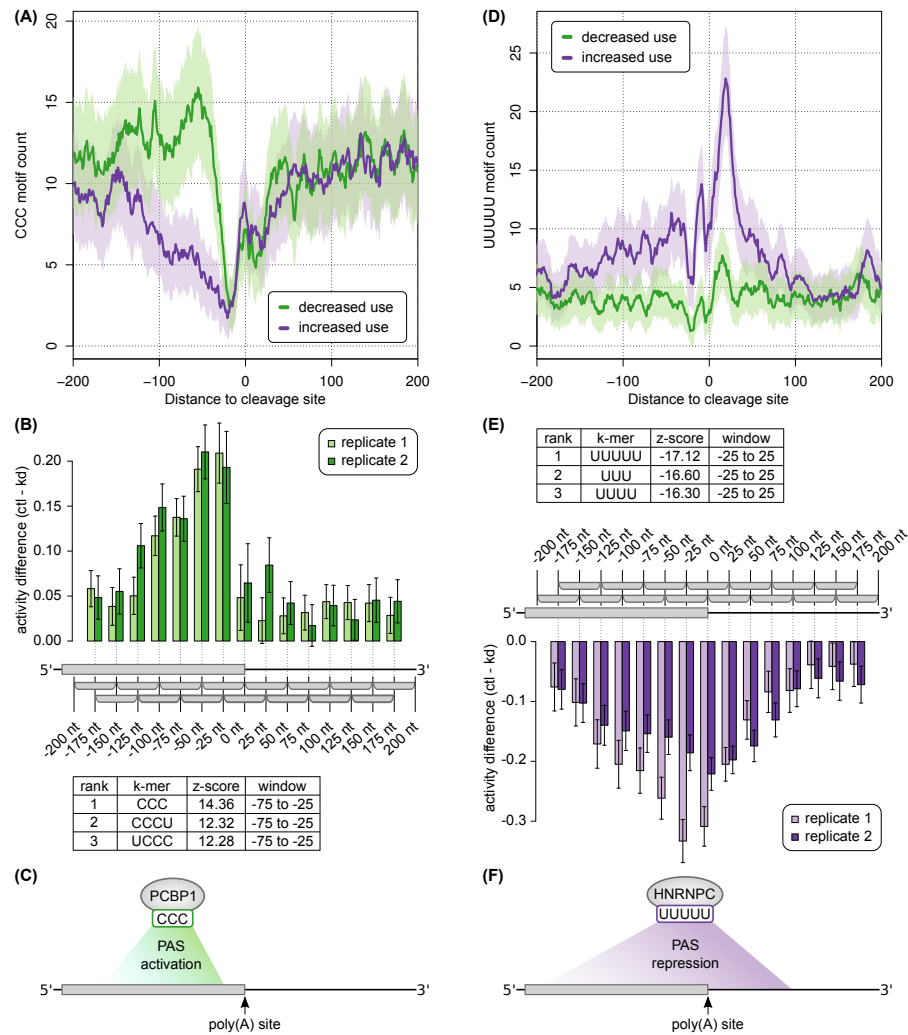 (A)
20
15
10
5
0
CCC motif count
decreased use
increased use
−200 −100 0 100 200
Distance to cleavage site
(B)
replicate 1
replicate 2
0.20
0.15
0.10
0.05
0.00
activity difference (ctl - kd)
5' 3'
-200 nt -175 nt -150 nt -125 nt -100 nt -75 nt -50 nt -25 nt 0 nt 25 nt 50 nt 75 nt 100 nt 125 nt 150 nt 175 nt 200 nt
rank k-mer z-score window
1 CCC 14.36 -75 to -25
2 CCCU 12.32 -75 to -25
3 UCCC 12.28 -75 to -25
(C)
PCBP1
CCC
PAS
activation
5' 3'
poly(A) site
(D)
decreased use
increased use
25
20
15
10
5
0
UUUUU motif count
−200 −100 0 100 200
Distance to cleavage site
(E)
rank k-mer z-score window
1 UUUUU -17.12 -25 to 25
2 UUU -16.60 -25 to 25
3 UUUU -16.30 -25 to 25
-200 nt -175 nt -150 nt -125 nt -100 nt -75 nt -50 nt -25 nt 0 nt 25 nt 50 nt 75 nt 100 nt 125 nt 150 nt 175 nt 200 nt
5' 3'
0.0
-0.1
-0.2
-0.3
activity difference (ctl - kd)
replicate 1
replicate 2
(F)
HNRNPC
UUUUU
PAS
repression
5' 3'
poly(A) site